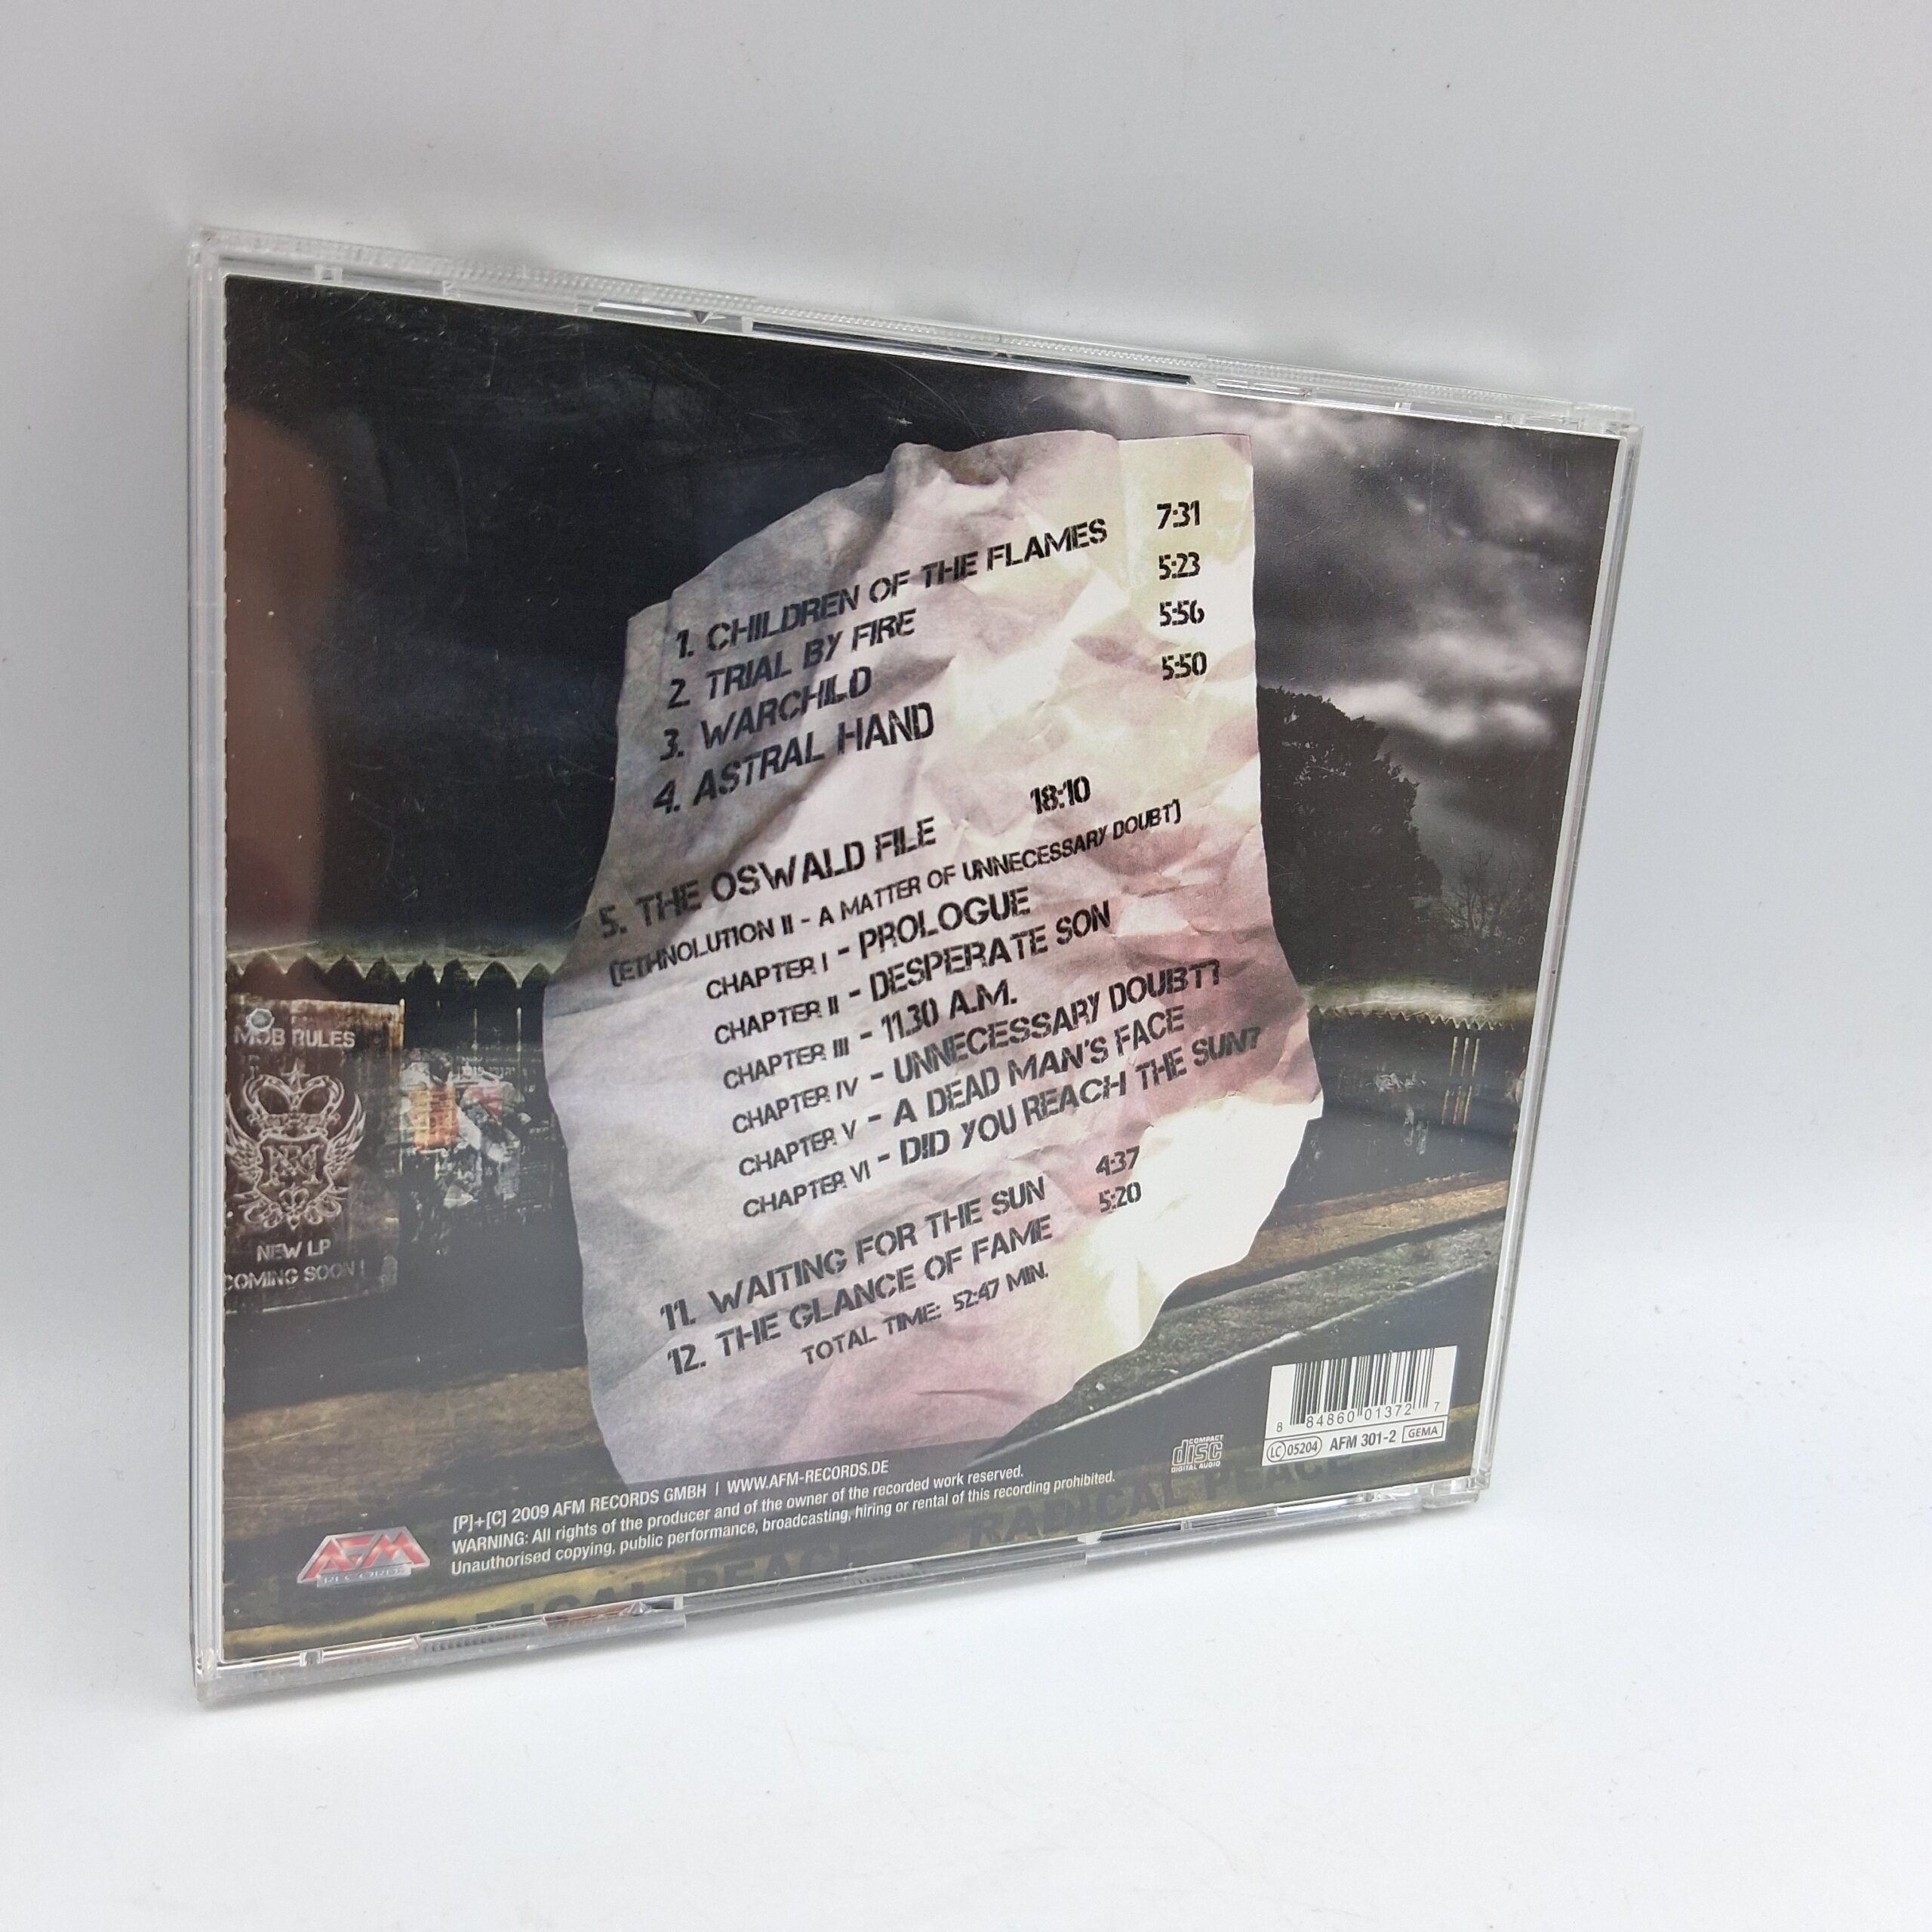 1. CHILDREN OF THE FLAMES 7:31
2. TRIAL BY FIRE 5:23
3. WARCHILD 5:56
4. ASTRAL HAND 5:50
5. THE OSWALD FILE 18:10
(ETHNOLUTION II - A MATTER OF UNNECESSARY DOUBT)
CHAPTER I - PROLOGUE
CHAPTER II - DESPERATE SON
CHAPTER III - 11.30 A.M.
CHAPTER IV - UNNECESSARY DOUBT?
CHAPTER V - A DEAD MAN'S FACE
CHAPTER VI - DID YOU REACH THE SUN?
11. WAITING FOR THE SUN 4:37
12. THE GLANCE OF FAME 5:20
TOTAL TIME: 52:47 MIN.
MOB RULES
NEW LP
COMING SOON!
8 84860 01372 7
LC 05204 AFM 301-2 GEMA
COMPACT
disc
DIGITAL AUDIO
AFM
RECORDS
[P]+[C] 2009 AFM RECORDS GMBH | WWW.AFM-RECORDS.DE
WARNING: All rights of the producer and of the owner of the recorded work reserved.
Unauthorised copying, public performance, broadcasting, hiring or rental of this recording prohibited.
RADICAL PEACE